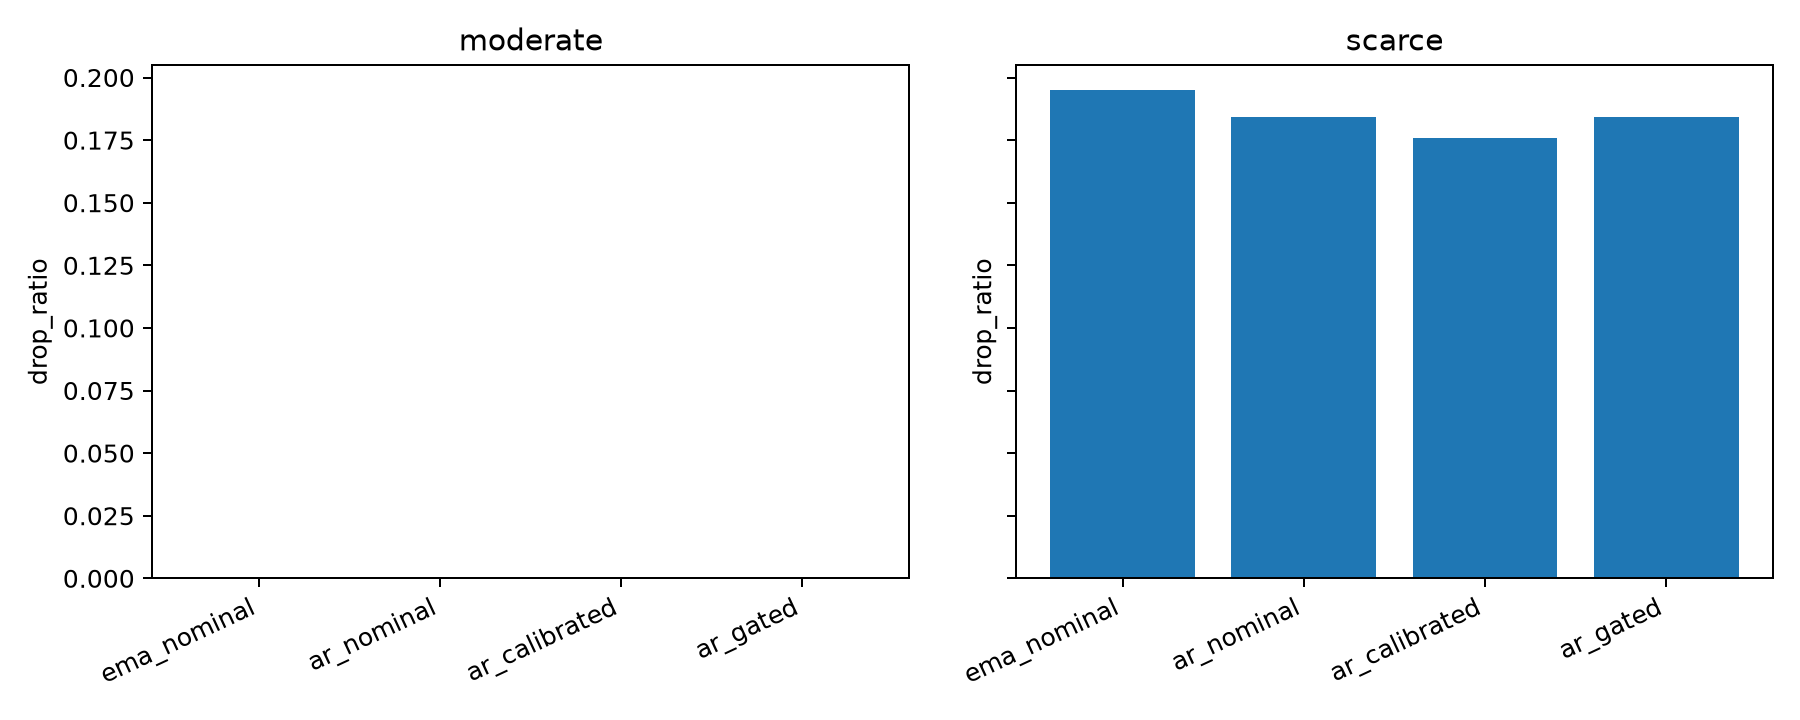 moderate
drop_ratio
0.200
0.175
0.150
0.125
0.100
0.075
0.050
0.025
0.000
ema_nominal
ar_nominal
ar_calibrated
ar_gated
scarce
drop_ratio
ema_nominal
ar_nominal
ar_calibrated
ar_gated